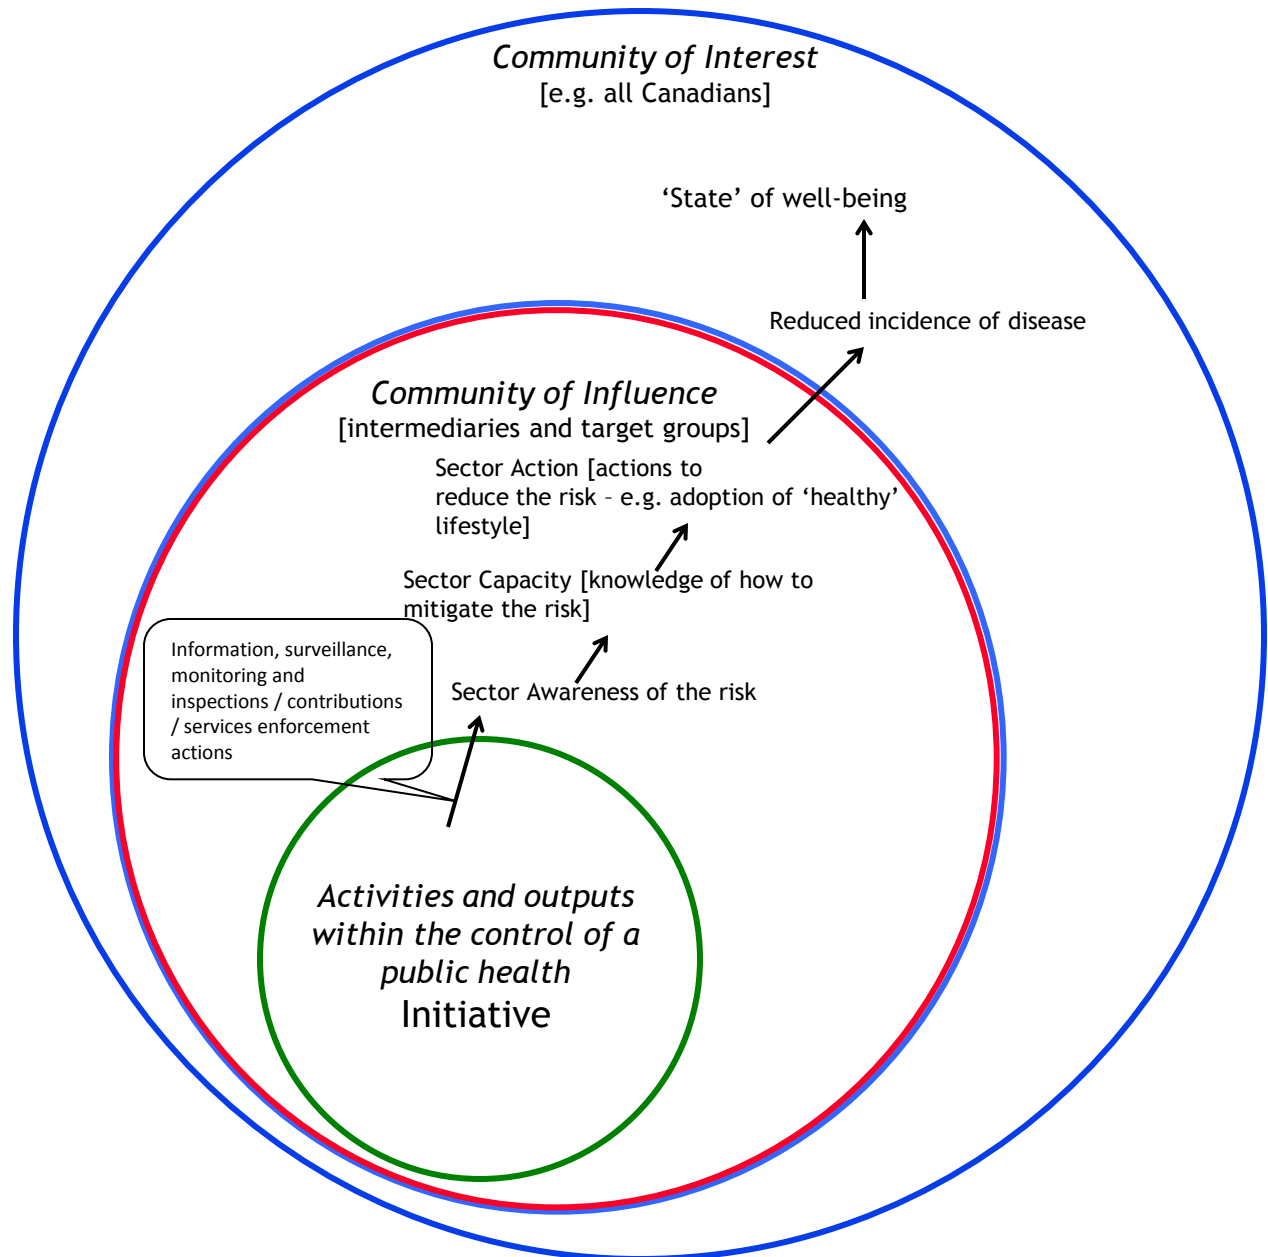 Community of Interest
[e.g. all Canadians]
‘State’ of well-being
Reduced incidence of disease
Community of Influence
[intermediaries and target groups]
Sector Action [actions to
reduce the risk – e.g. adoption of ‘healthy’
lifestyle]
Sector Capacity [knowledge of how to
mitigate the risk]
Information, surveillance,
monitoring and
inspections / contributions
/ services enforcement
actions
Sector Awareness of the risk
Activities and outputs
within the control of a
public health
Initiative